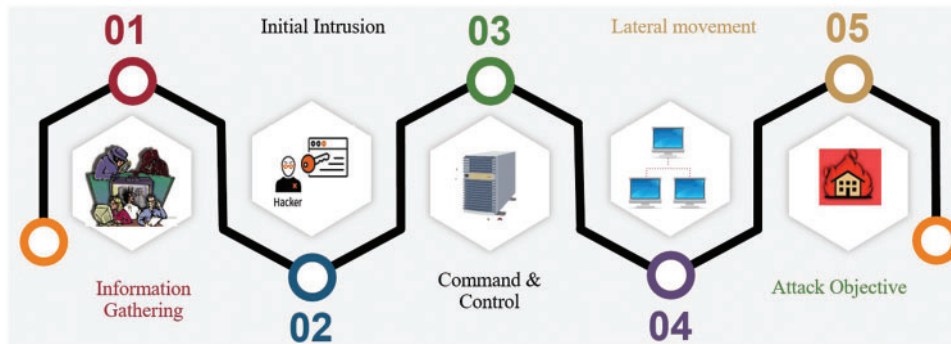 01
Initial Intrusion
03
Lateral movement
05
Hacker
Information
Gathering
02
Command &
Control
04
Attack Objective